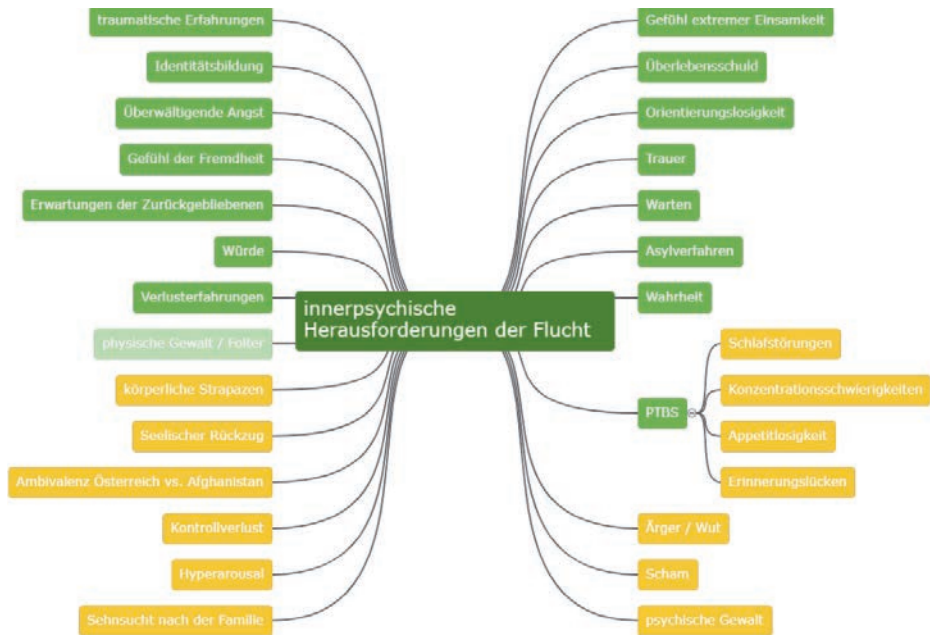 traumatische Erfahrungen
Identitätsbildung
Überwältigende Angst
Gefühl der Fremdheit
Erwartungen der Zurückgebliebenen
Würde
Verlusterfahrungen
physische Gewalt / Folter
körperliche Strapazen
Seelischer Rückzug
Ambivalenz Österreich vs. Afghanistan
Kontrollverlust
Hyperarousal
Sehnsucht nach der Familie
innerpsychische
Herausforderungen der Flucht
Gefühl extremer Einsamkeit
Überlebensschuld
Orientierungslosigkeit
Trauer
Warten
Asylverfahren
Wahrheit
PTBS
Schlafstörungen
Konzentrationsschwierigkeiten
Appetitlosigkeit
Erinnerungslücken
Ärger / Wut
Scham
psychische Gewalt